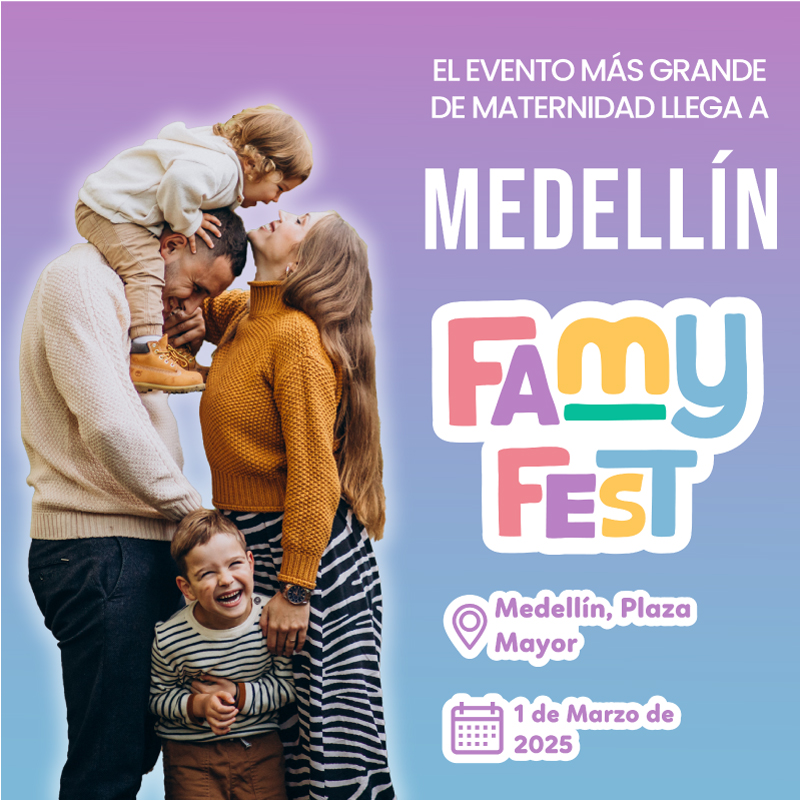 EL EVENTO MÁS GRANDE
DE MATERNIDAD LLEGA A
MEDELLÍN
FAmy
FEsT
Medellín, Plaza
Mayor
1 de Marzo de
2025